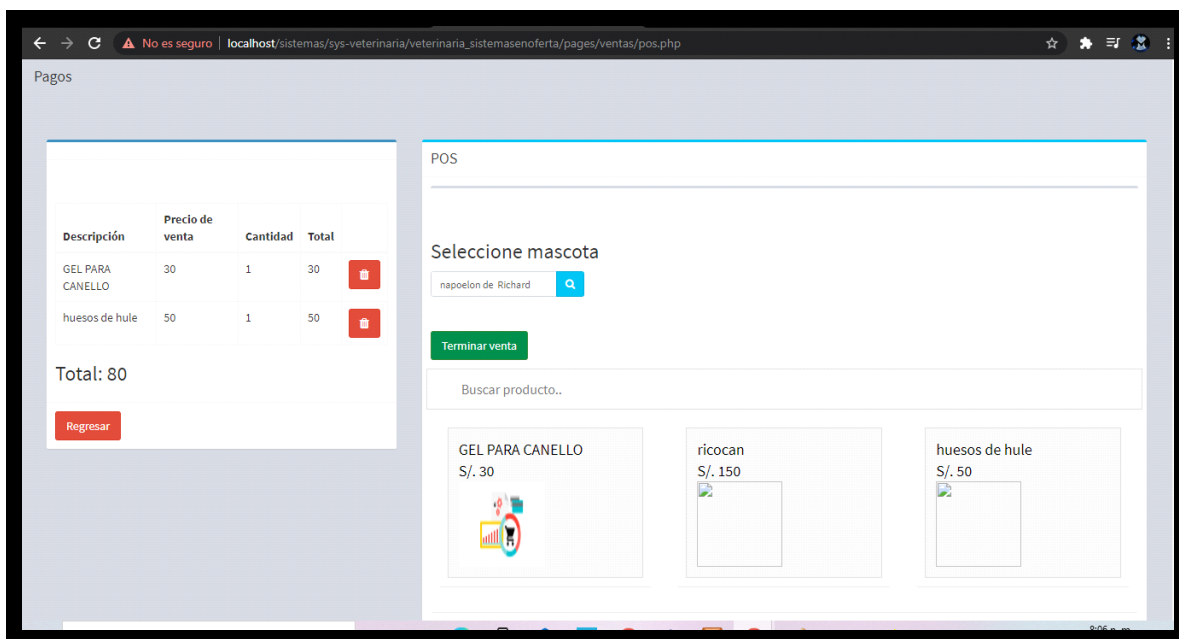 No es seguro | localhost/sistemas/sys-veterinaria/veterinaria_sistemasenoferta/pages/ventas/pos.php
Pagos
Descripción Precio de venta Cantidad Total
GEL PARA CANELLO 30 1 30
huesos de hule 50 1 50
Total: 80
Regresar
POS
Seleccione mascota
napoelon de Richard
Terminar venta
Buscar producto..
GEL PARA CANELLO
S/. 30
ricocan
S/. 150
huesos de hule
S/. 50